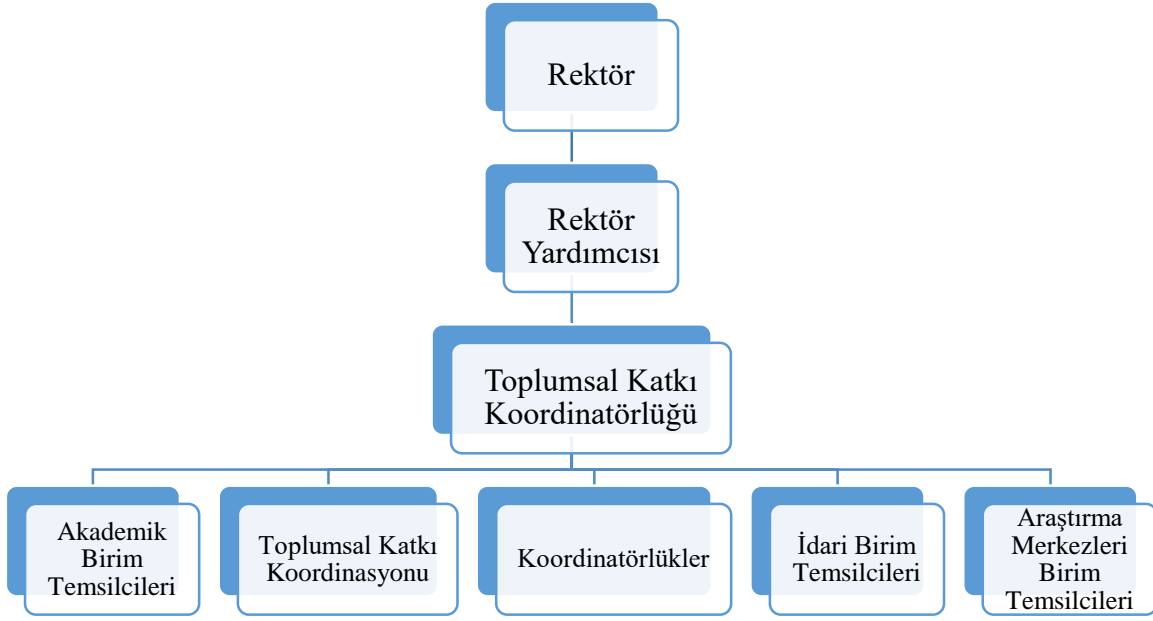 Rektör
Rektör
Yardımcısı
Toplumsal Katkı
Koordinatörlüğü
Akademik
Birim
Temsilcileri
Toplumsal Katkı
Koordinasyonu
Koordinatörlükler
İdari Birim
Temsilcileri
Araştırma
Merkezleri
Birim
Temsilcileri